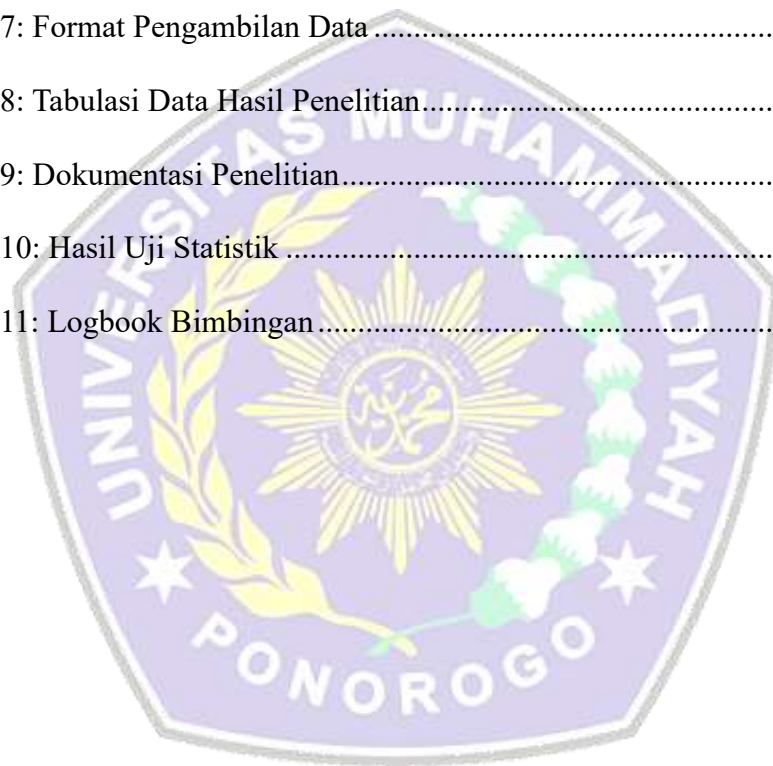 7: Format Pengambilan Data ..................................................
8: Tabulasi Data Hasil Penelitian............................................
9: Dokumentasi Penelitian......................................................
10: Hasil Uji Statistik .............................................................
11: Logbook Bimbingan.........................................................
UNIVERSITAS MUHAMMADIYAH
محمدية
PONOROGO